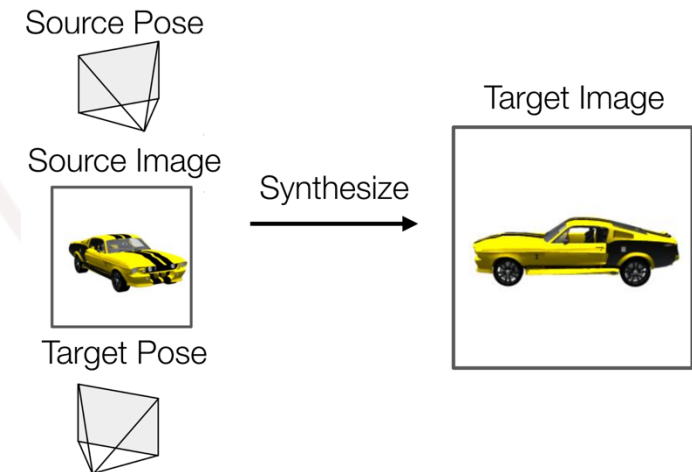 Source Pose
Source Image
Synthesize
Target Image
Target Pose